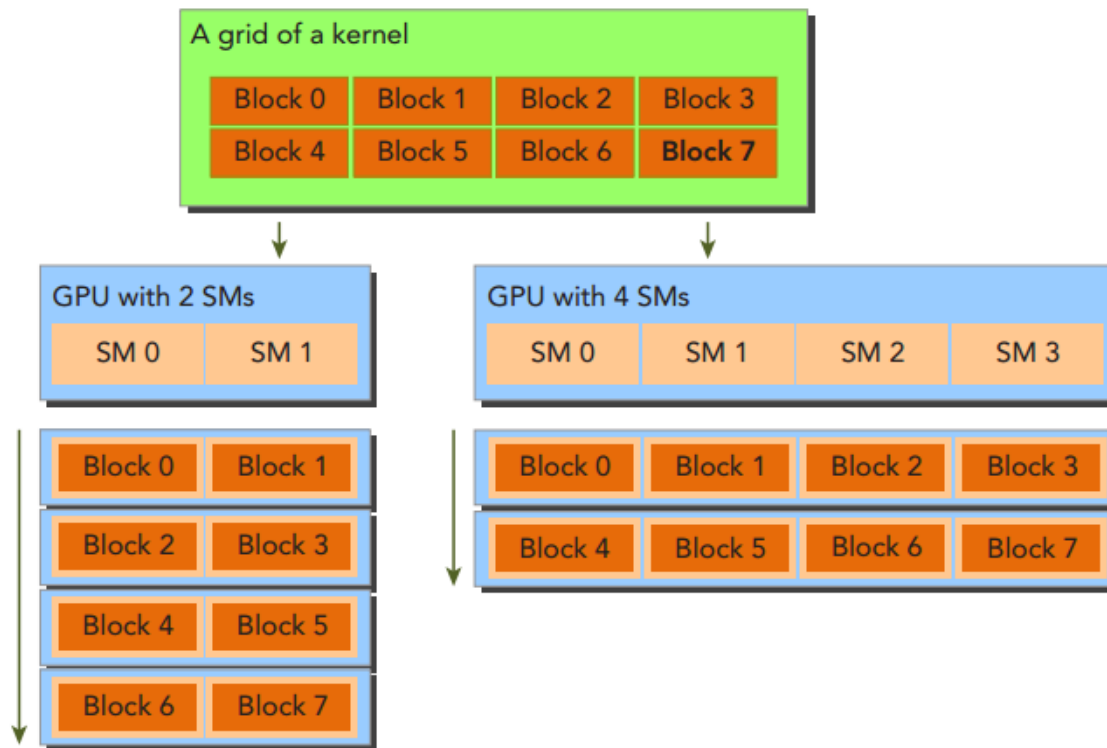 A grid of a kernel
Block 0 Block 1 Block 2 Block 3
Block 4 Block 5 Block 6 Block 7
GPU with 2 SMs
SM 0 SM 1
Block 0 Block 1
Block 2 Block 3
Block 4 Block 5
Block 6 Block 7
GPU with 4 SMs
SM 0 SM 1 SM 2 SM 3
Block 0 Block 1 Block 2 Block 3
Block 4 Block 5 Block 6 Block 7